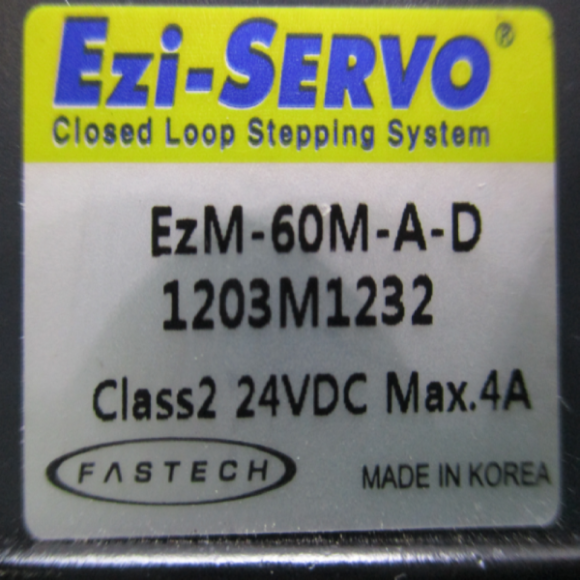 Ezi-SERVO®
Closed Loop Stepping System
EzM-60M-A-D
1203M1232
Class2 24VDC Max.4A
FASTECH
MADE IN KOREA